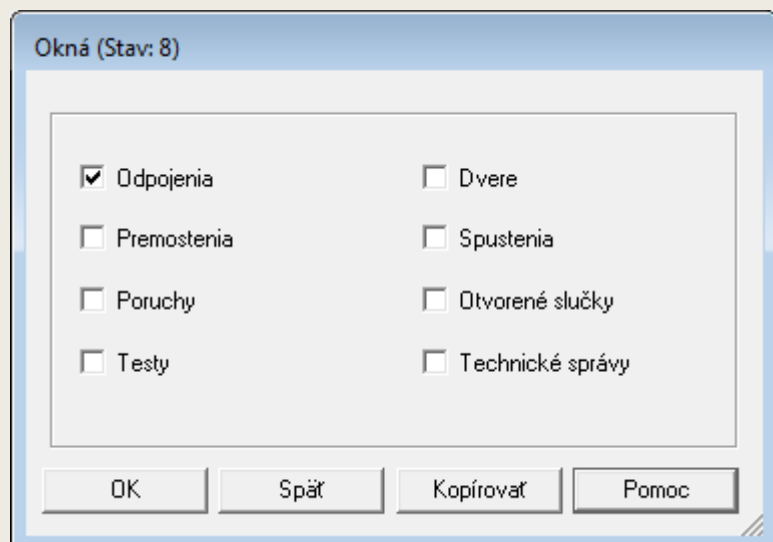 Okná (Stav: 8)
Odpojenia
Dvere
Premostenia
Spustenia
Poruchy
Otvorené slučky
Testy
Technické správy
OK
Späť
Kopírovať
Pomoc